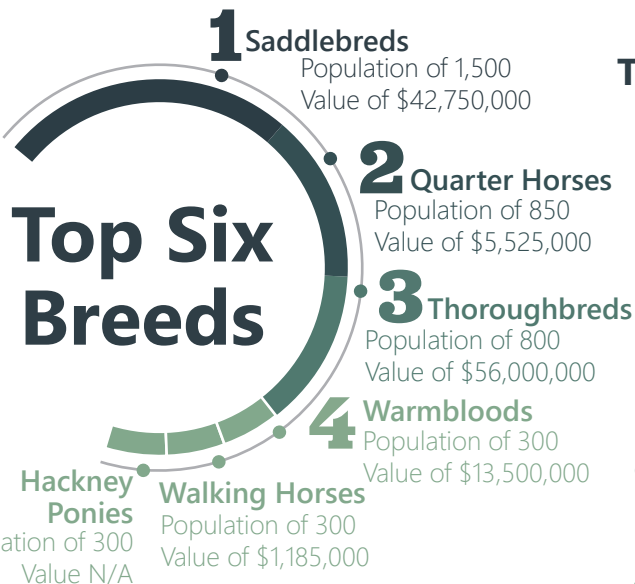 1 Saddlebreds
Population of 1,500
Value of $42,750,000
T
2 Quarter Horses
Population of 850
Value of $5,525,000
Top Six
Breeds
3 Thoroughbreds
Population of 800
Value of $56,000,000
4 Warmbloods
Population of 300
Value of $13,500,000
Hackney
Ponies
ation of 300
Value N/A
Walking Horses
Population of 300
Value of $1,185,000